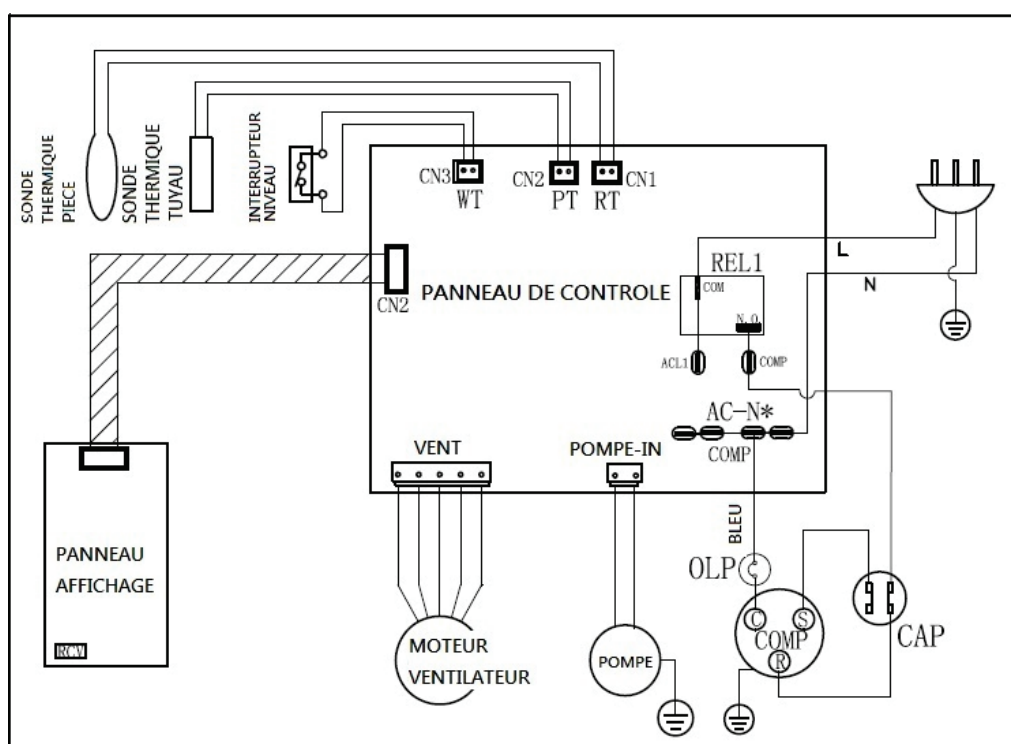 SONDE
THERMIQUE
PIECE
SONDE
THERMIQUE
TUYAU
INTERRUPTEUR
NIVEAU
CN3
WT
CN2
PT
RT
CN1
L
N
CN2
PANNEAU DE CONTROLE
REL1
COM
N.O.
ACL1
COMP
AC-N*
COMP
VENT
POMPE-IN
BLEU
OLP
PANNEAU
AFFICHAGE
RCV
MOTEUR
VENTILATEUR
POMPE
C
S
COMP
R
CAP